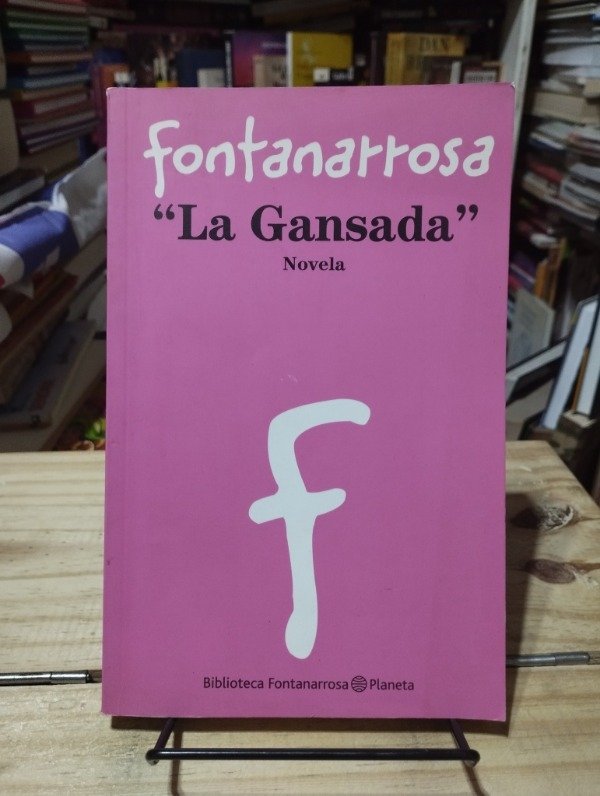 fontanarrosa
“La Gansada”
Novela
f
Biblioteca Fontanarrosa Planeta